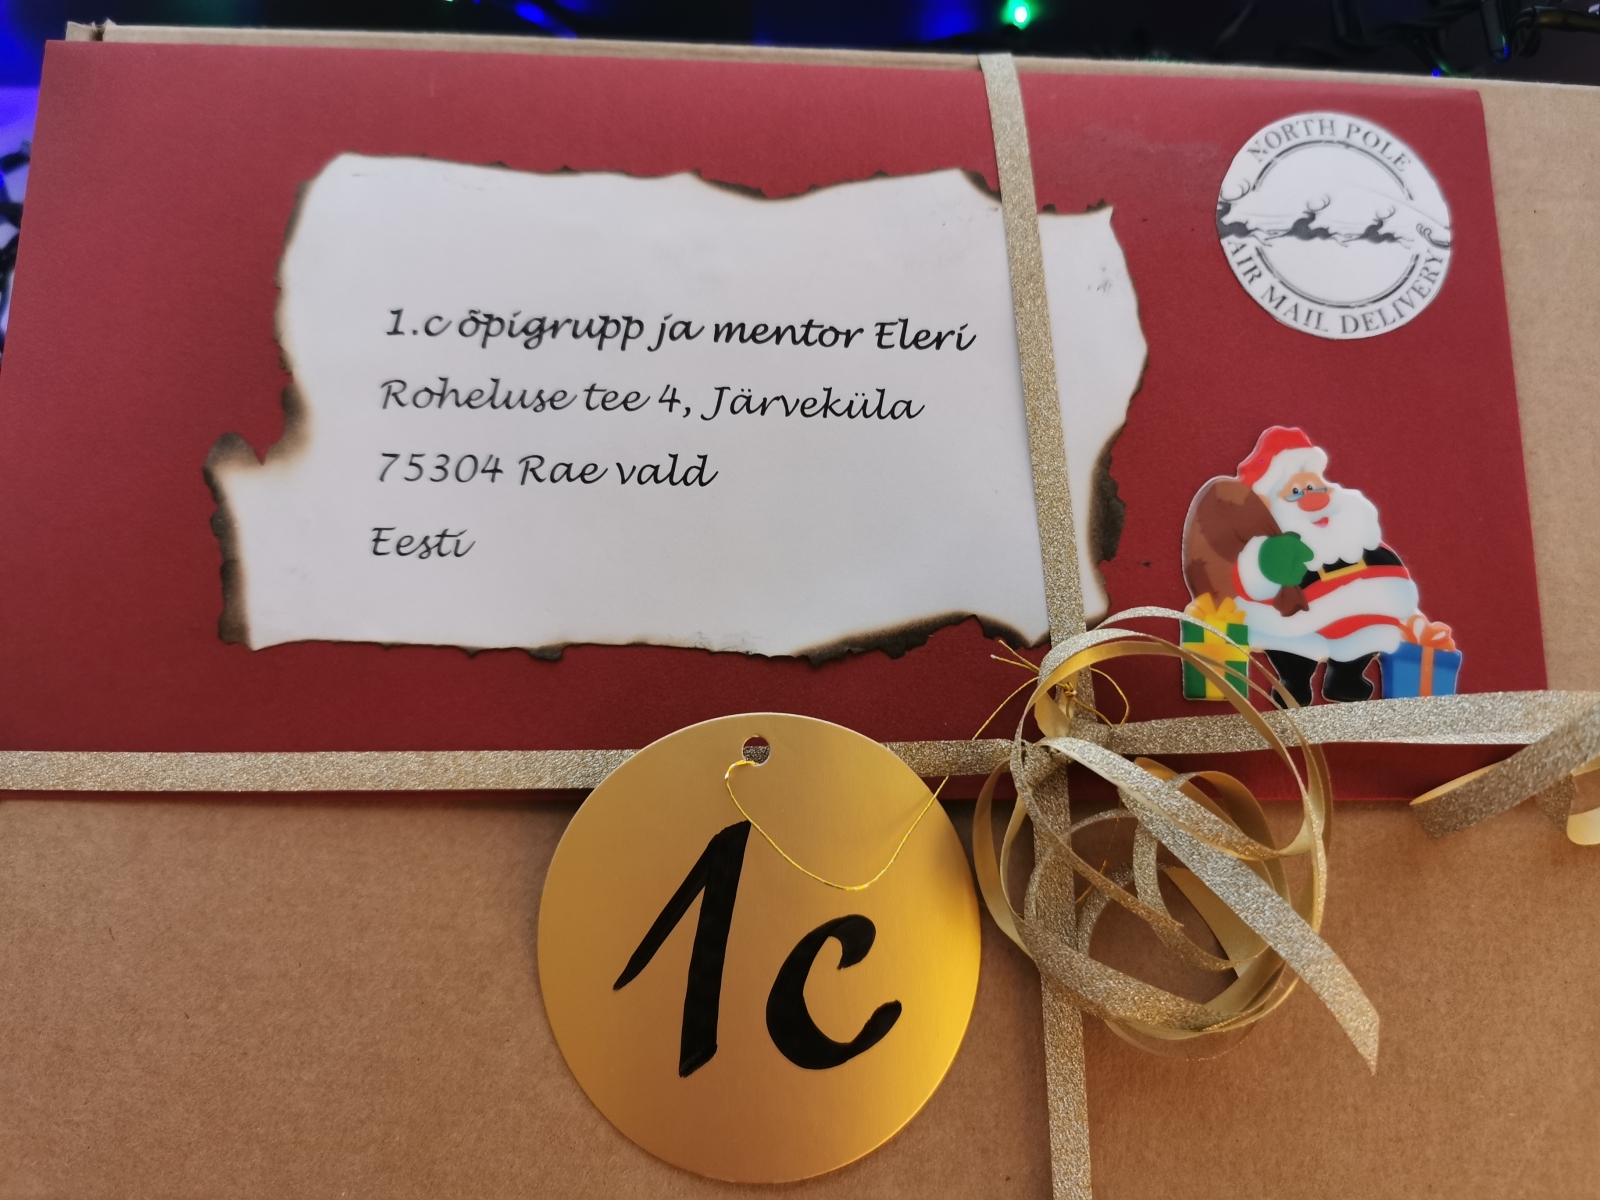 NORTH POLE
AIR MAIL DELIVERY
1.c õpigrupp ja mentor Eleri
Roheluse tee 4, Järveküla
75304 Rae vald
Eesti
1c